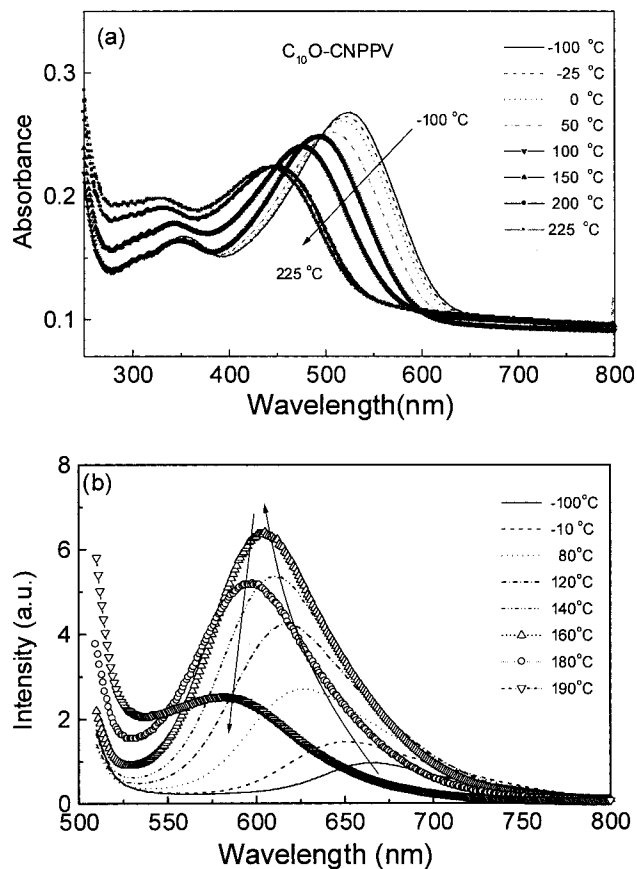 (a)
C₁₀O-CNPPV
-100 °C
-25 °C
0 °C
50 °C
100 °C
150 °C
200 °C
225 °C
-100 °C
225 °C
0.3
0.2
0.1
Absorbance
300 400 500 600 700 800
Wavelength(nm)
(b)
-100°C
-10 °C
80°C
120°C
140°C
160°C
180°C
190°C
8
6
4
2
0
Intensity (a.u.)
500 550 600 650 700 750 800
Wavelength (nm)